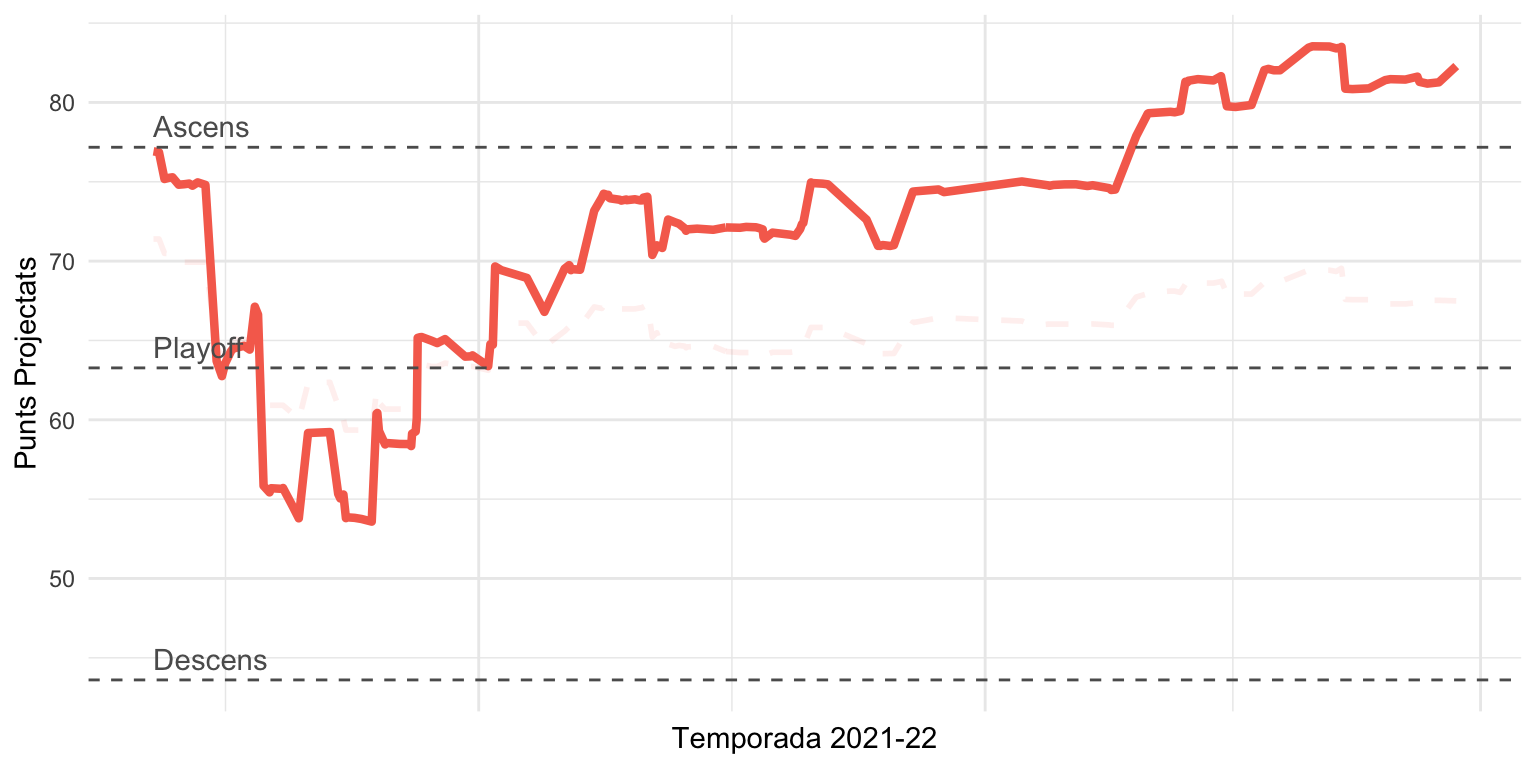 80
Ascens
70
Playoff
60
50
Descens
Punts Projectats
Temporada 2021-22